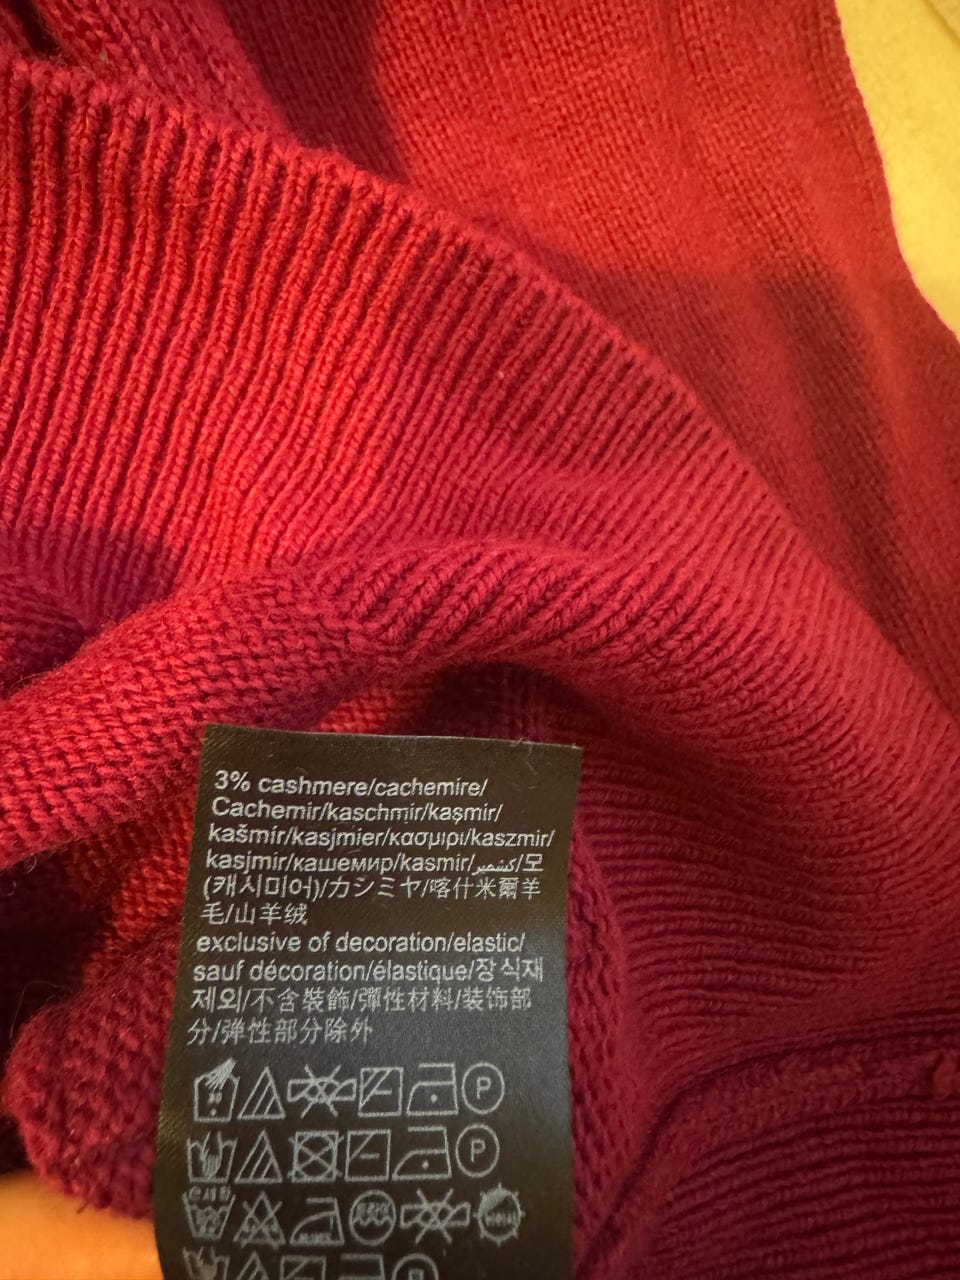 3% cashmere/cachemire/
Cachemir/kaschmir/kaşmir/
kašmír/kasjmier/κασμιρι/kaszmir/
kasjmir/кашемир/kasmir/كشمير/모
(캐시미어)/カシミヤ/喀什米爾羊
毛/山羊绒
exclusive of decoration/elastic/
sauf décoration/élastique/장식재
제외/不含裝飾/彈性材料/装饰部
分/弹性部分除外
P
P